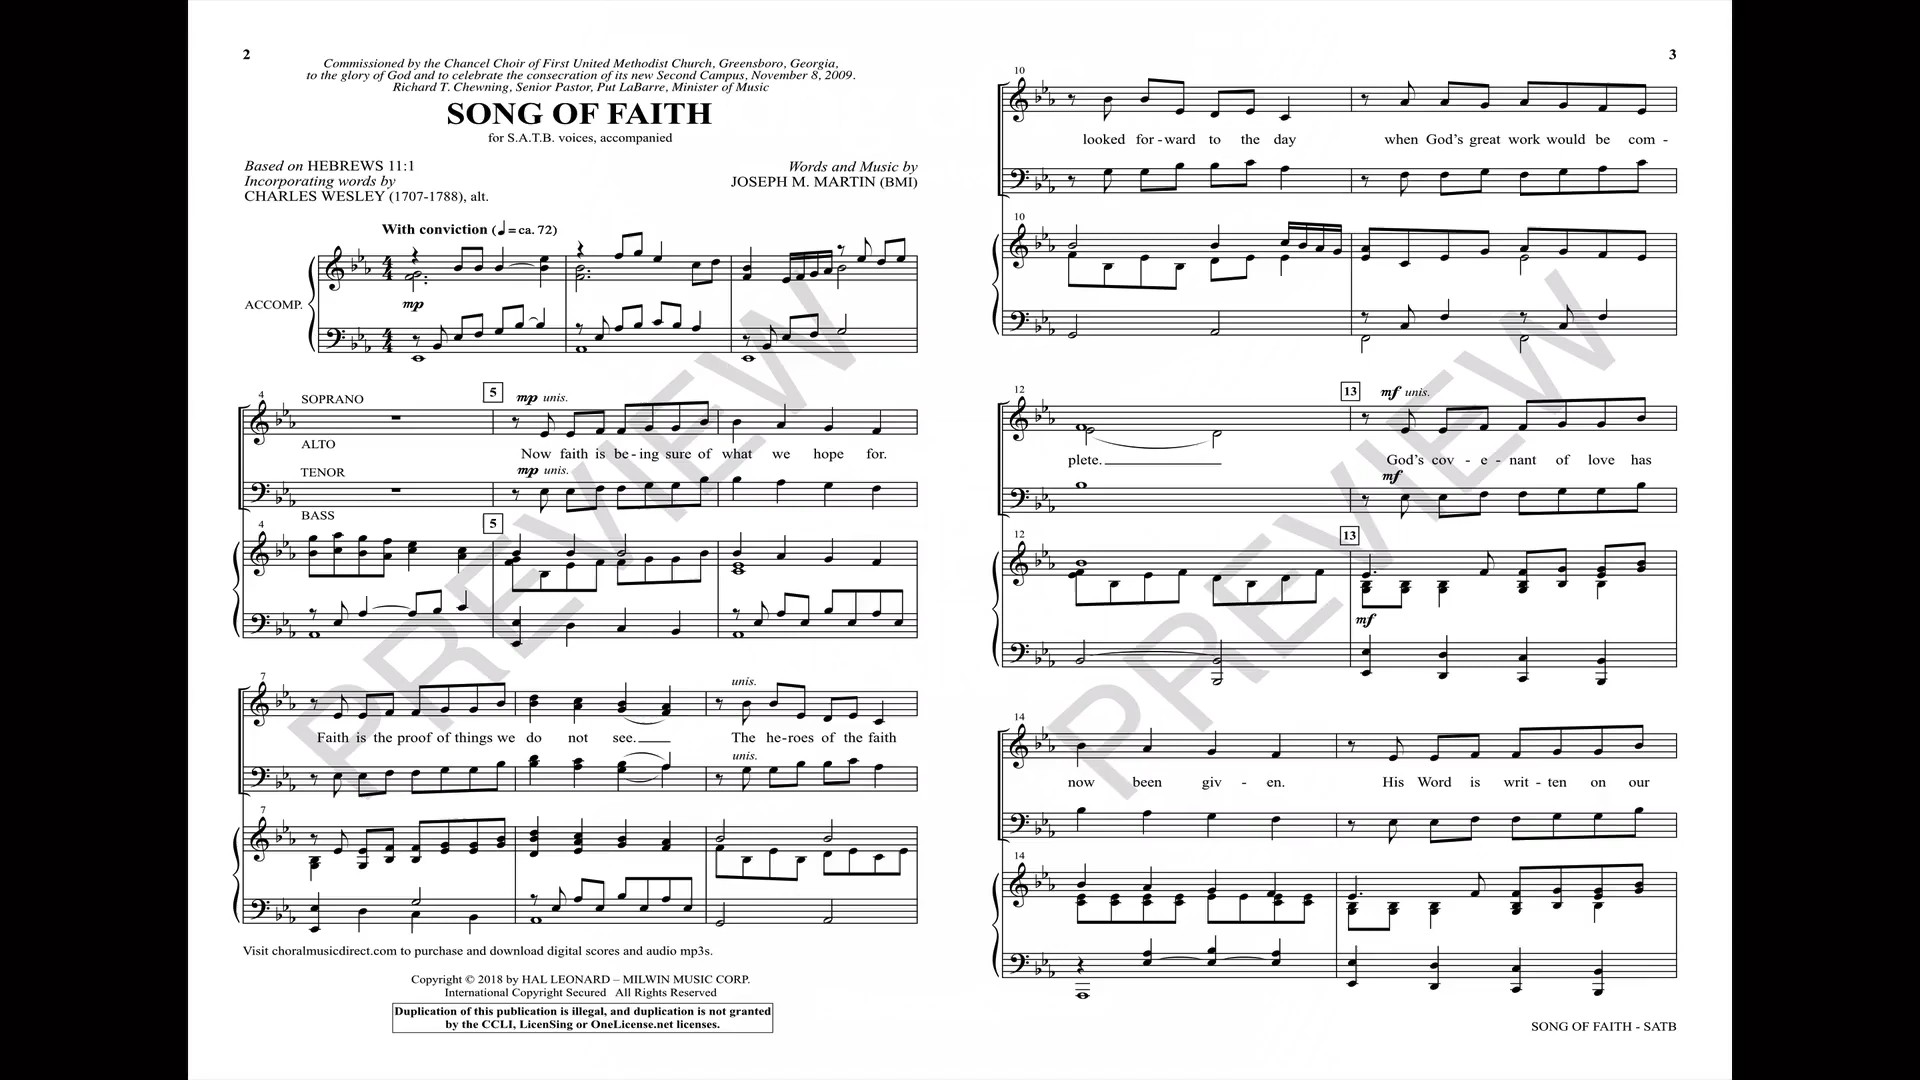 2
Commissioned by the Chancel Choir of First United Methodist Church, Greensboro, Georgia,
to the glory of God and to celebrate the consecration of its new Second Campus, November 8, 2009.
Richard T. Chewning, Senior Pastor, Put LaBarre, Minister of Music
SONG OF FAITH
for S.A.T.B. voices, accompanied
Based on HEBREWS 11:1
Incorporating words by
CHARLES WESLEY (1707-1788), alt.
Words and Music by
JOSEPH M. MARTIN (BMI)
With conviction (♩= ca. 72)
ACCOMP.
mp
4
SOPRANO
5
mp unis.
ALTO
Now faith is be - ing sure of what we hope for.
TENOR
mp unis.
BASS
4
5
7
unis.
Faith is the proof of things we do not see.
The he - roes of the faith
unis.
7
PREVIEW
Visit choralmusicdirect.com to purchase and download digital scores and audio mp3s.
Copyright © 2018 by HAL LEONARD – MILWIN MUSIC CORP.
International Copyright Secured All Rights Reserved
Duplication of this publication is illegal, and duplication is not granted
by the CCLI, LicenSing or OneLicense.net licenses.
3
10
looked for - ward to the day when God's great work would be com -
10
12
13
mf unis.
plete. God's cov - e - nant of love has
mf
12
13
mf
14
now been giv - en. His Word is writ - ten on our
14
PREVIEW
SONG OF FAITH - SATB